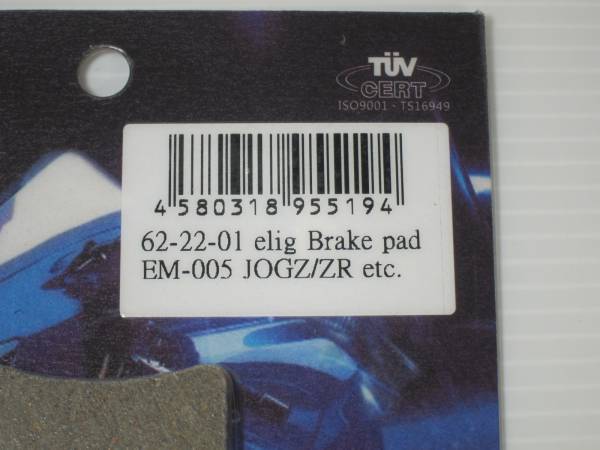 TÜV
CERT
ISO9001 · TS16949
4 580318 955194
62-22-01 elig Brake pad
EM-005 JOGZ/ZR etc.